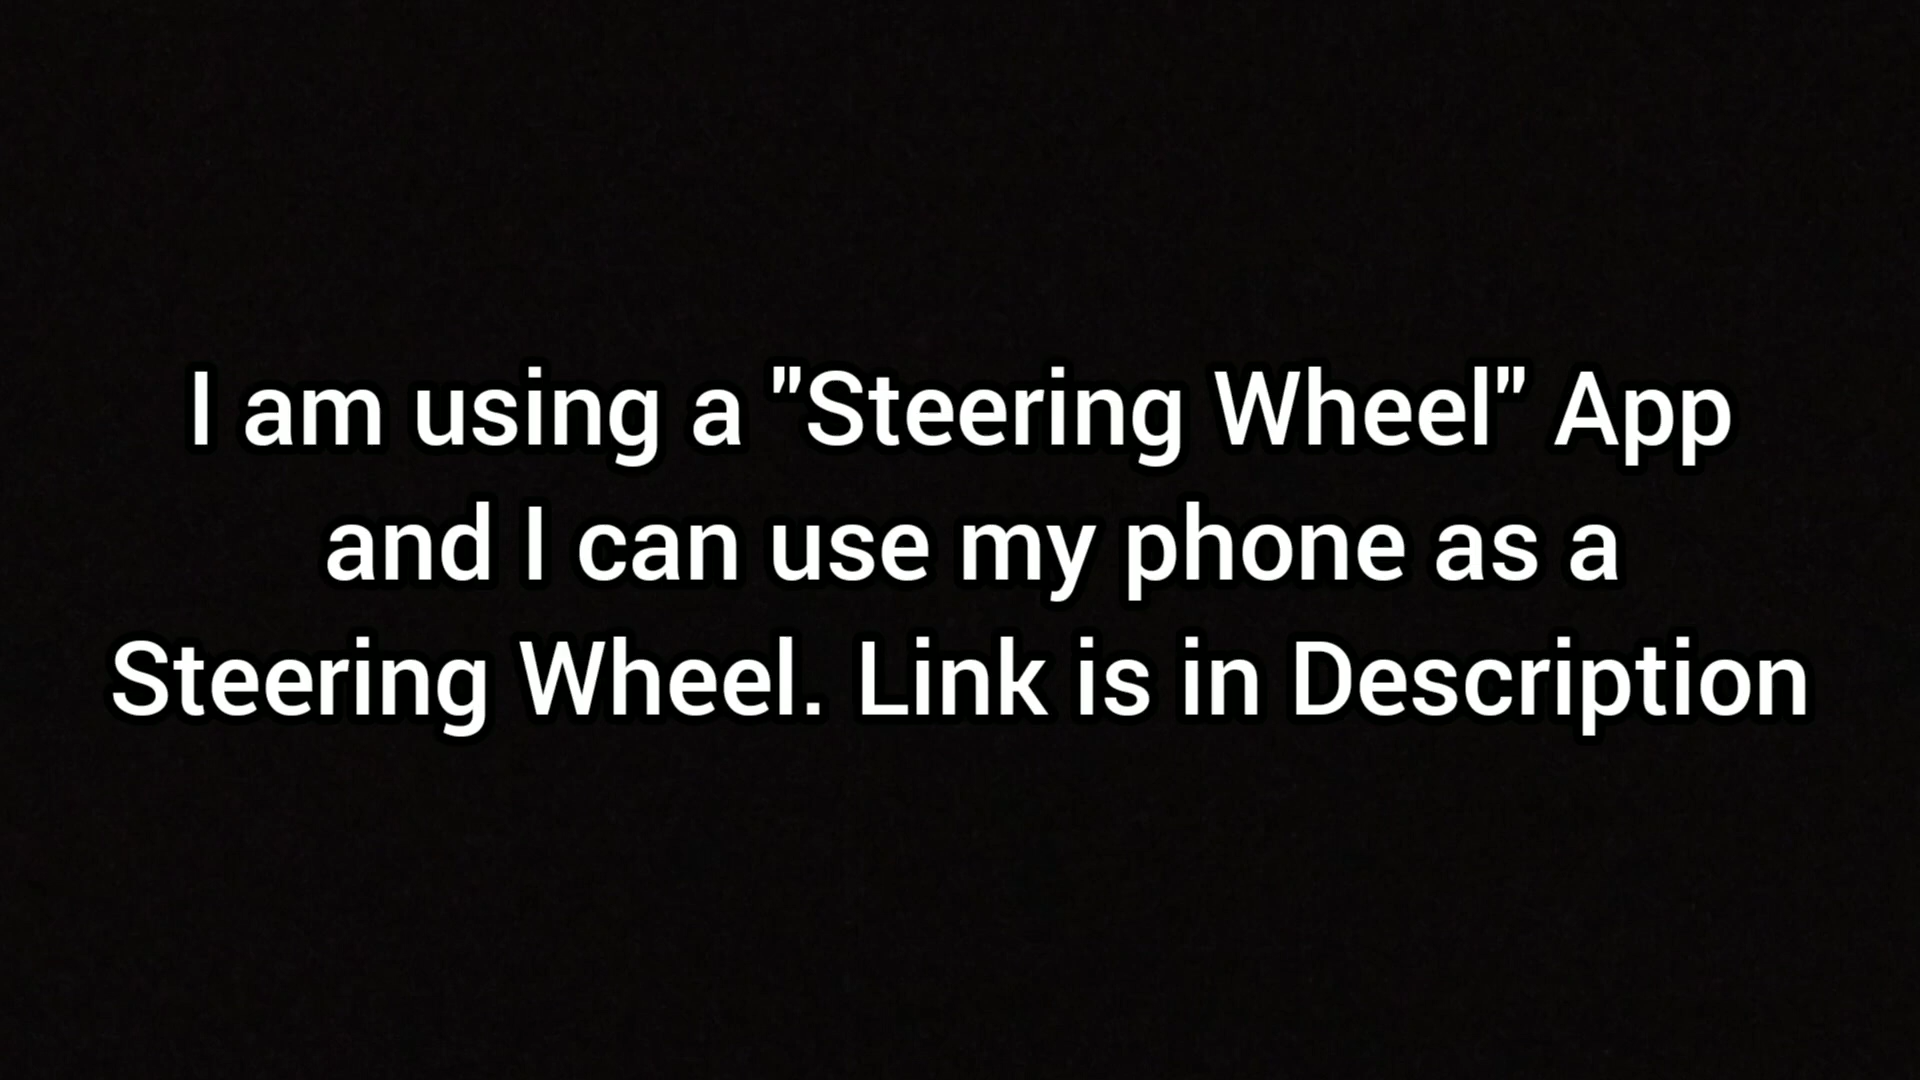 I am using a "Steering Wheel" App
and I can use my phone as a
Steering Wheel. Link is in Description